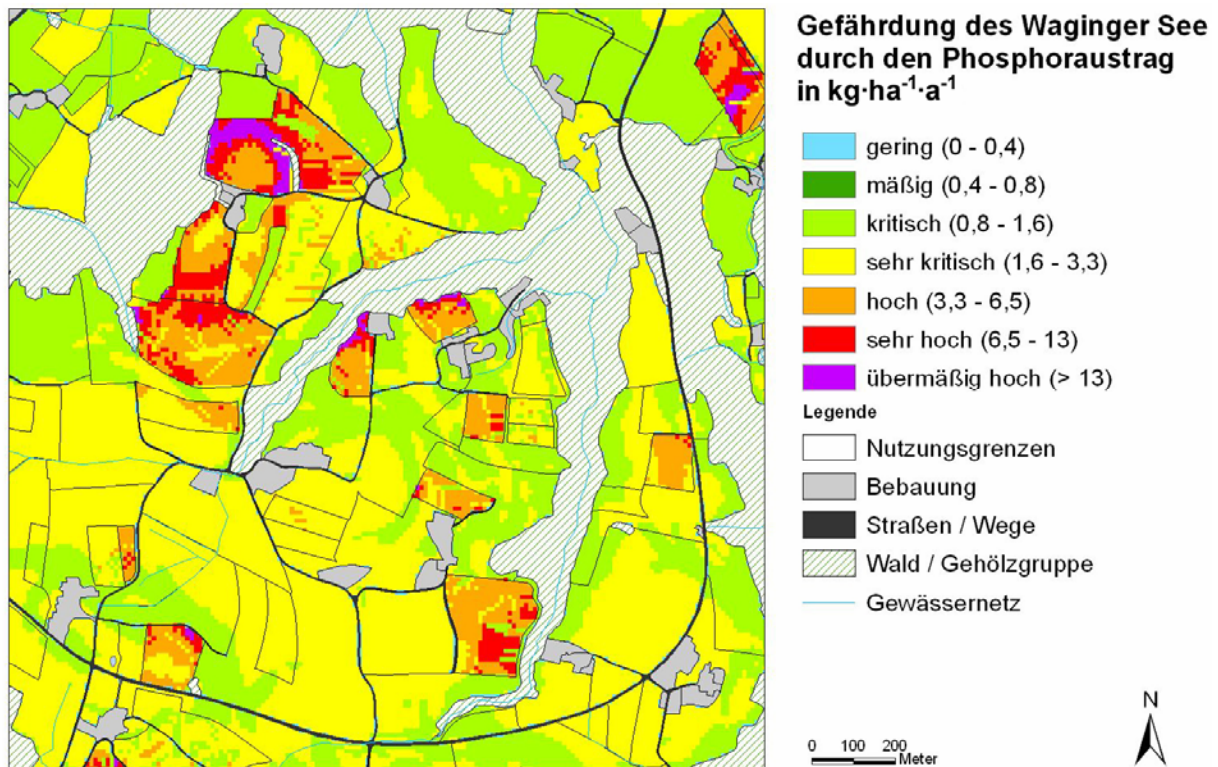 Gefährdung des Waginger See
durch den Phosphoraustrag
in kg·ha⁻¹·a⁻¹
gering (0 - 0,4)
mäßig (0,4 - 0,8)
kritisch (0,8 - 1,6)
sehr kritisch (1,6 - 3,3)
hoch (3,3 - 6,5)
sehr hoch (6,5 - 13)
übermäßig hoch (> 13)
Legende
Nutzungsgrenzen
Bebauung
Straßen / Wege
Wald / Gehölzgruppe
Gewässernetz
N
0 100 200
Meter